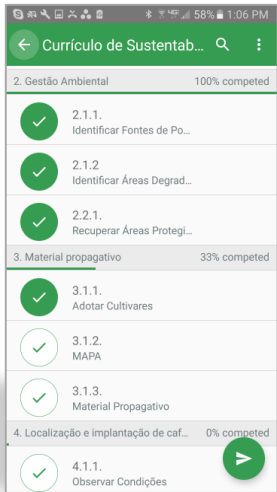 58% 1:06 PM
Currículo de Sustentab...
2. Gestão Ambiental 100% competed
2.1.1.
Identificar Fontes de Po...
2.1.2
Identificar Áreas Degrad...
2.2.1.
Recuperar Áreas Protegi...
3. Material propagativo 33% competed
3.1.1.
Adotar Cultivares
3.1.2.
MAPA
3.1.3.
Material Propagativo
4. Localização e implantação de caf... 0% competed
4.1.1.
Observar Condições